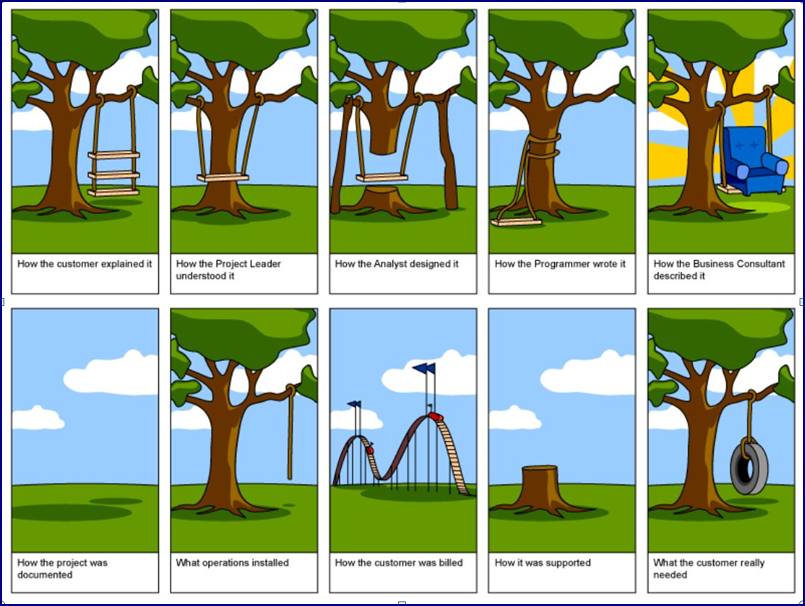 How the customer explained it
How the Project Leader
understood it
How the Analyst designed it
How the Programmer wrote it
How the Business Consultant
described it
How the project was
documented
What operations installed
How the customer was billed
How it was supported
What the customer really
needed